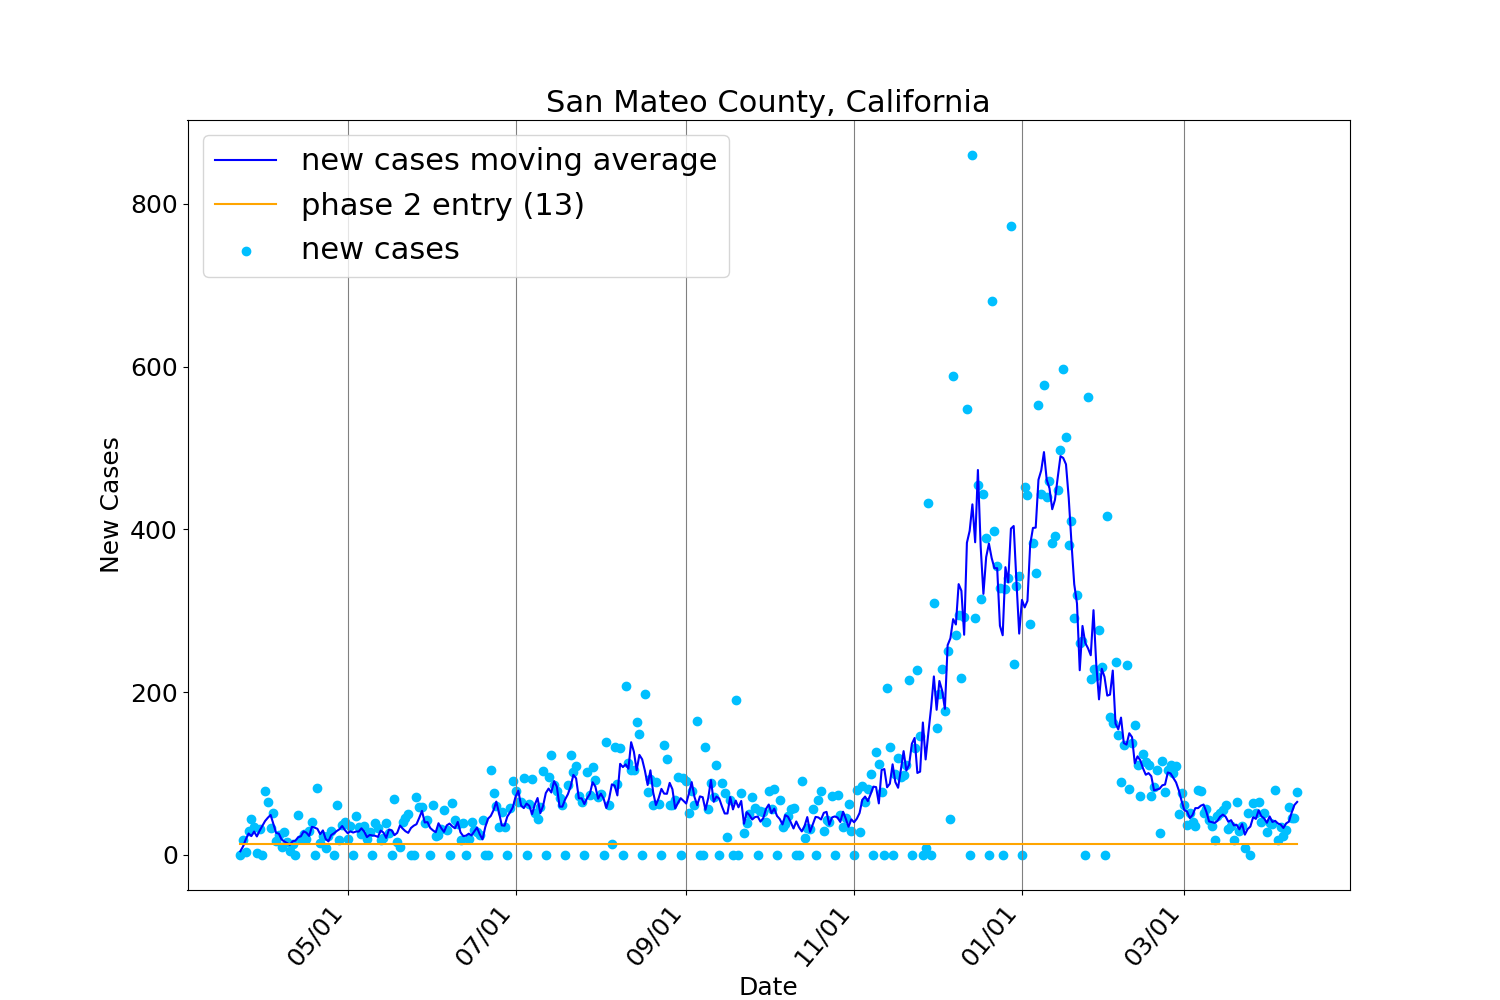 San Mateo County, California
new cases moving average
phase 2 entry (13)
new cases
800
600
400
200
0
New Cases
05/01
07/01
09/01
11/01
01/01
03/01
Date